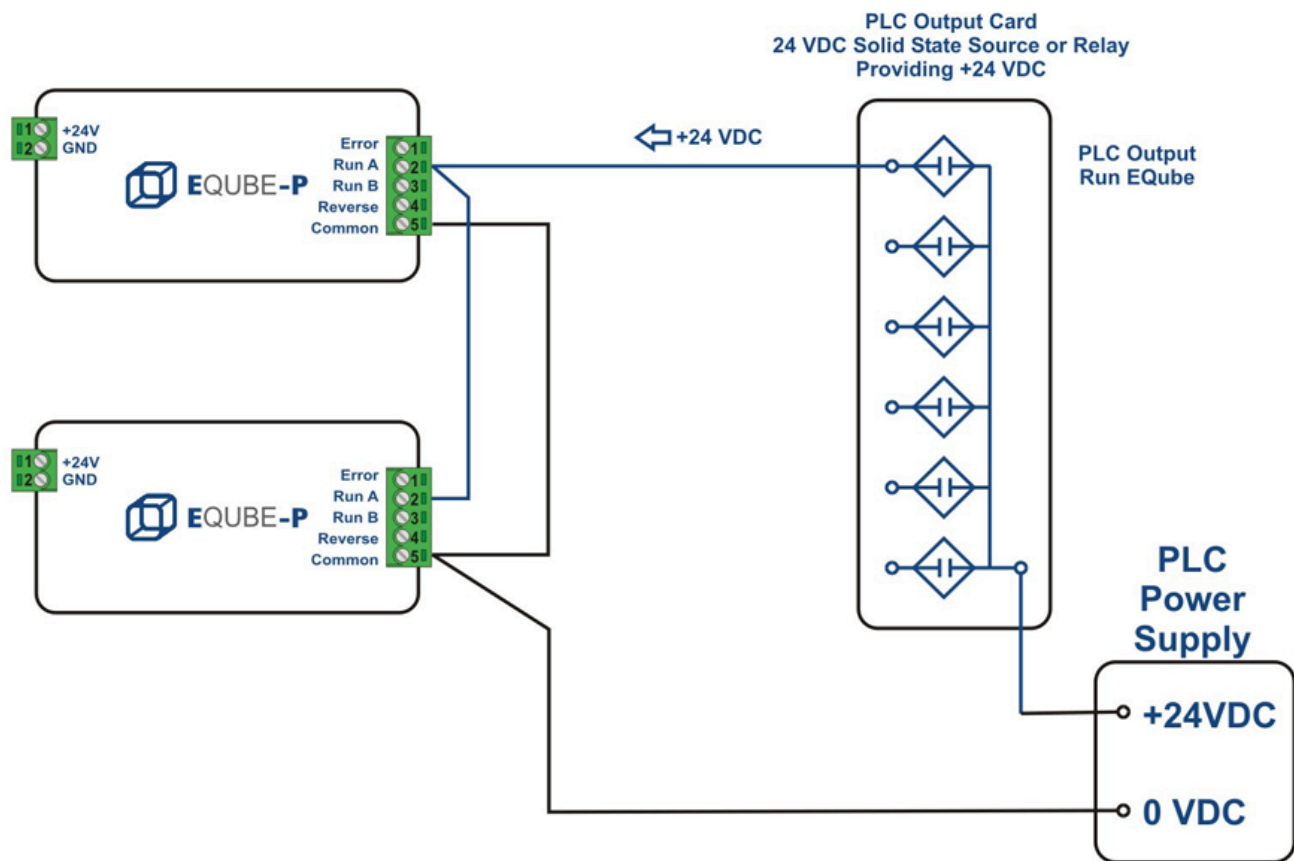 PLC Output Card
24 VDC Solid State Source or Relay
Providing +24 VDC
+24 VDC
PLC Output
Run EQube
1 +24V
2 GND
EQUBE-P
Error 1
Run A 2
Run B 3
Reverse 4
Common 5
1 +24V
2 GND
EQUBE-P
Error 1
Run A 2
Run B 3
Reverse 4
Common 5
PLC
Power
Supply
+24VDC
0 VDC